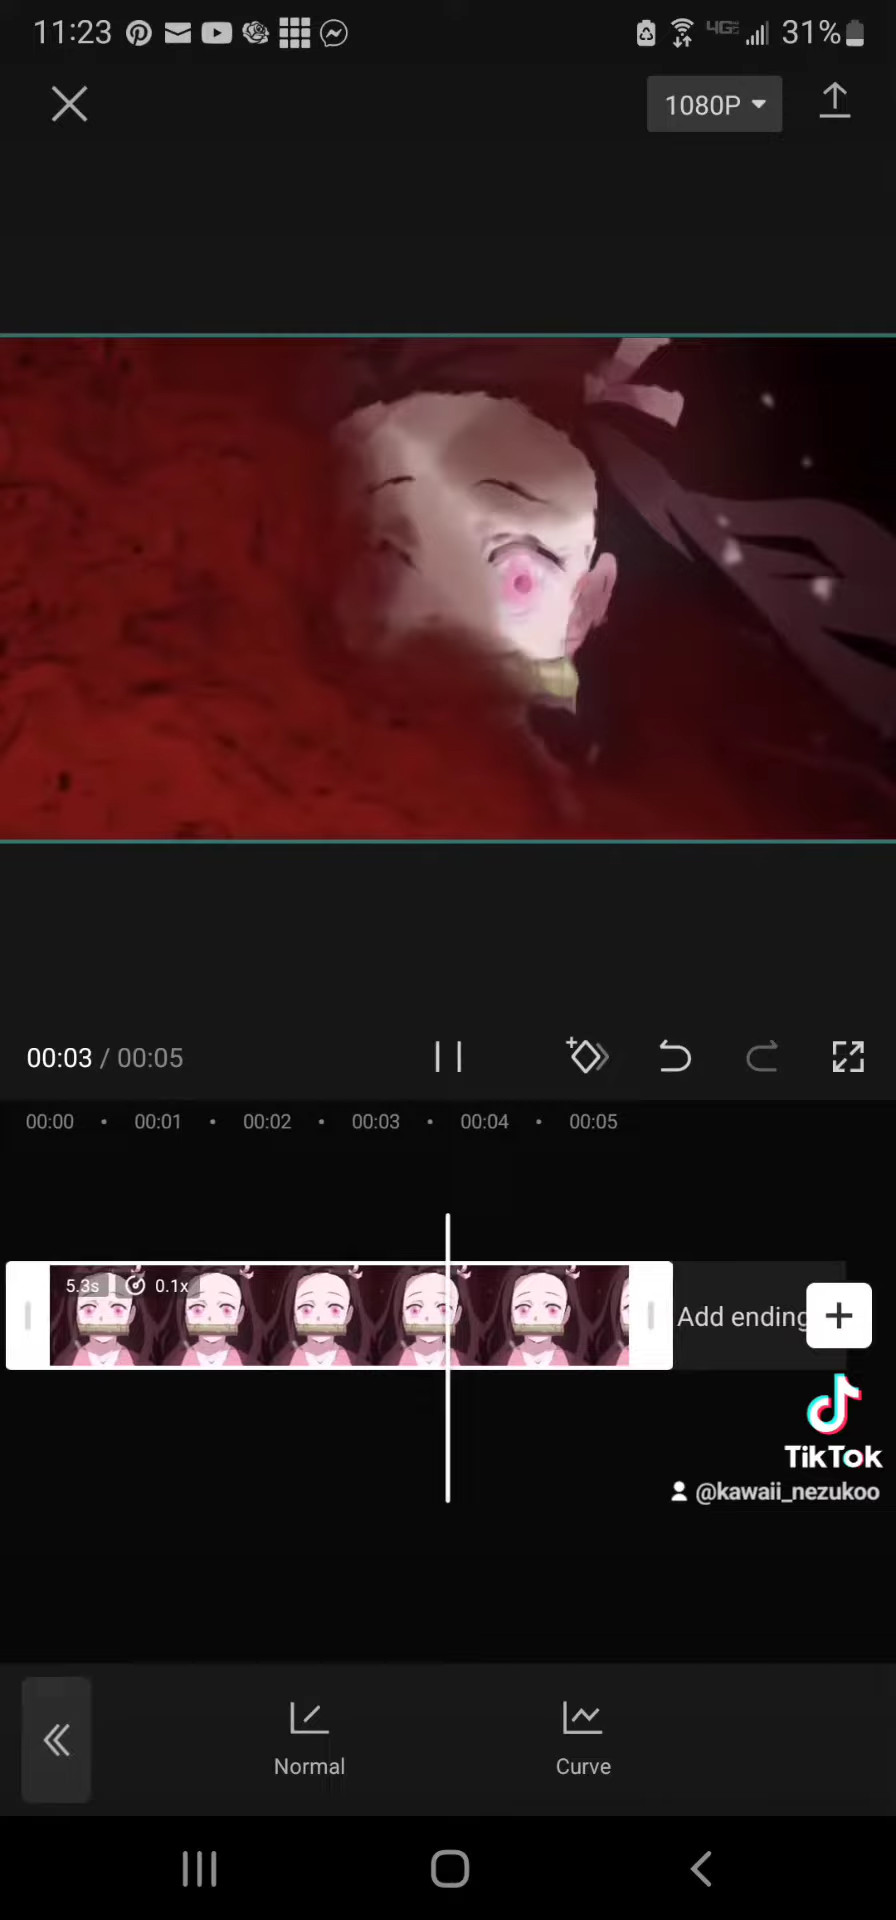 11:23
4GE 31%
1080P
00:03 / 00:05
00:00 00:01 00:02 00:03 00:04 00:05
5.3s 0.1x
Add ending
TikTok
@kawaii_nezukoo
Normal Curve